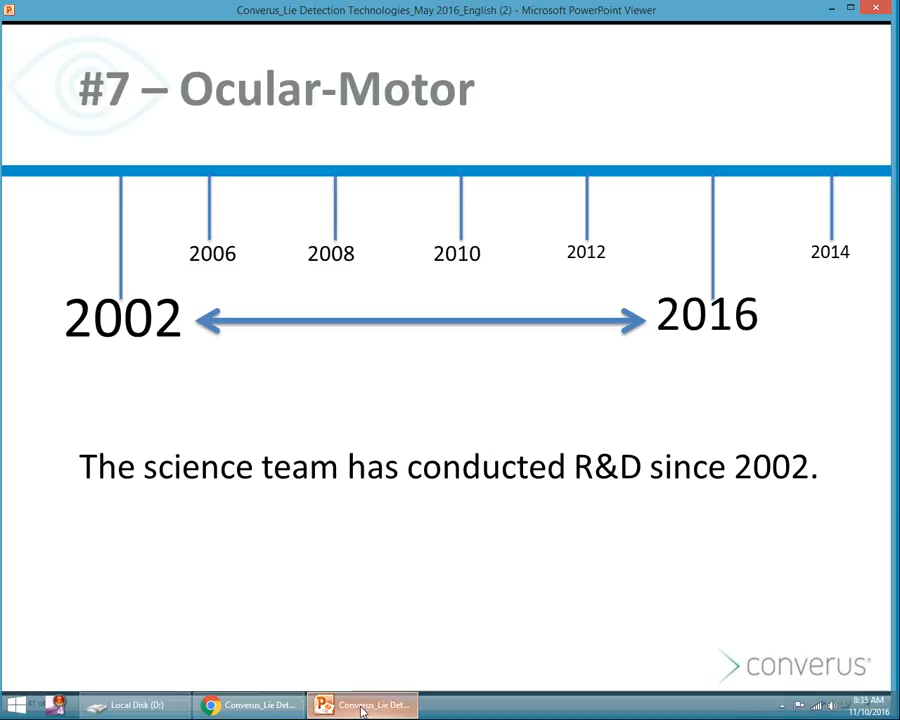 Converus_Lie Detection Technologies_May 2016_English (2) - Microsoft PowerPoint Viewer
#7 – Ocular-Motor
2006 2008 2010 2012 2014
2002 2016
The science team has conducted R&D since 2002.
converus®
Local Disk (D:) Converus_Lie Det... Converus_Lie Det... 8:35 AM
11/10/2016